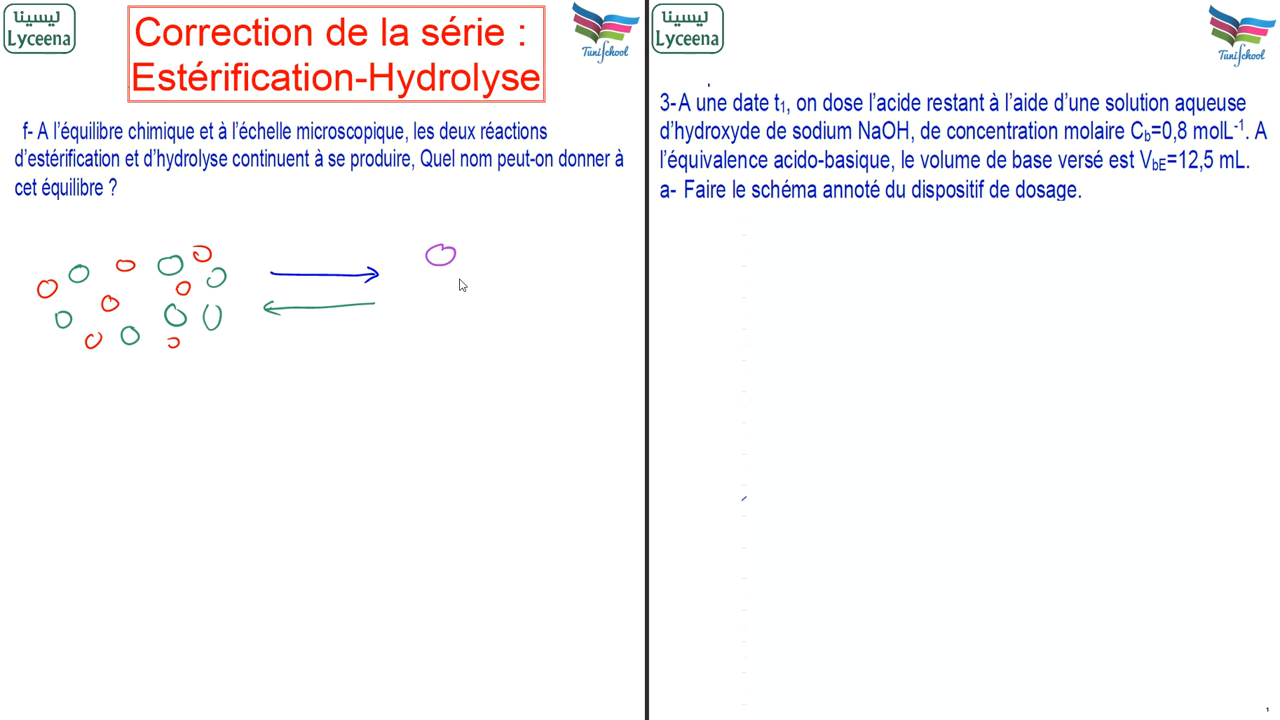 ليسينا
Lyceena
Correction de la série :
Estérification-Hydrolyse
TuniSchool
f- A l’équilibre chimique et à l’échelle microscopique, les deux réactions
d’estérification et d’hydrolyse continuent à se produire, Quel nom peut-on donner à
cet équilibre ?
ليسينا
Lyceena
TuniSchool
3-A une date t₁, on dose l’acide restant à l’aide d’une solution aqueuse
d’hydroxyde de sodium NaOH, de concentration molaire Cb=0,8 molL⁻¹. A
l’équivalence acido-basique, le volume de base versé est VbE=12,5 mL.
a- Faire le schéma annoté du dispositif de dosage.
1